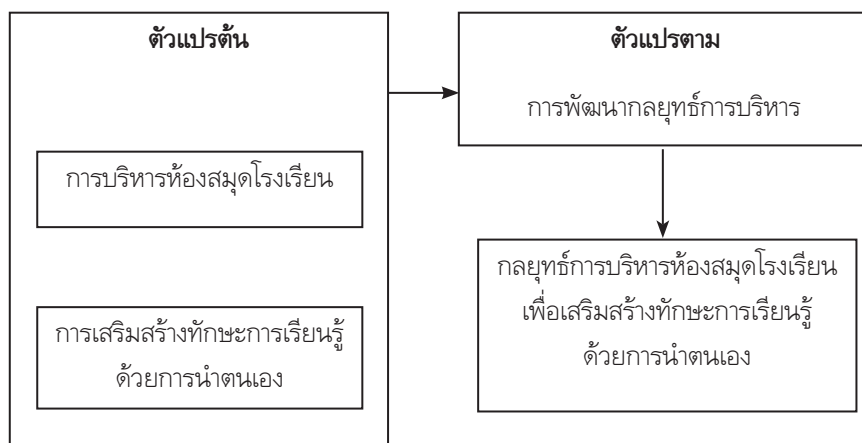 ตัวแปรต้น
การบริหารห้องสมุดโรงเรียน
การเสริมสร้างทักษะการเรียนรู้
ด้วยการนำตนเอง
ตัวแปรตาม
การพัฒนากลยุทธ์การบริหาร
กลยุทธ์การบริหารห้องสมุดโรงเรียน
เพื่อเสริมสร้างทักษะการเรียนรู้
ด้วยการนำตนเอง